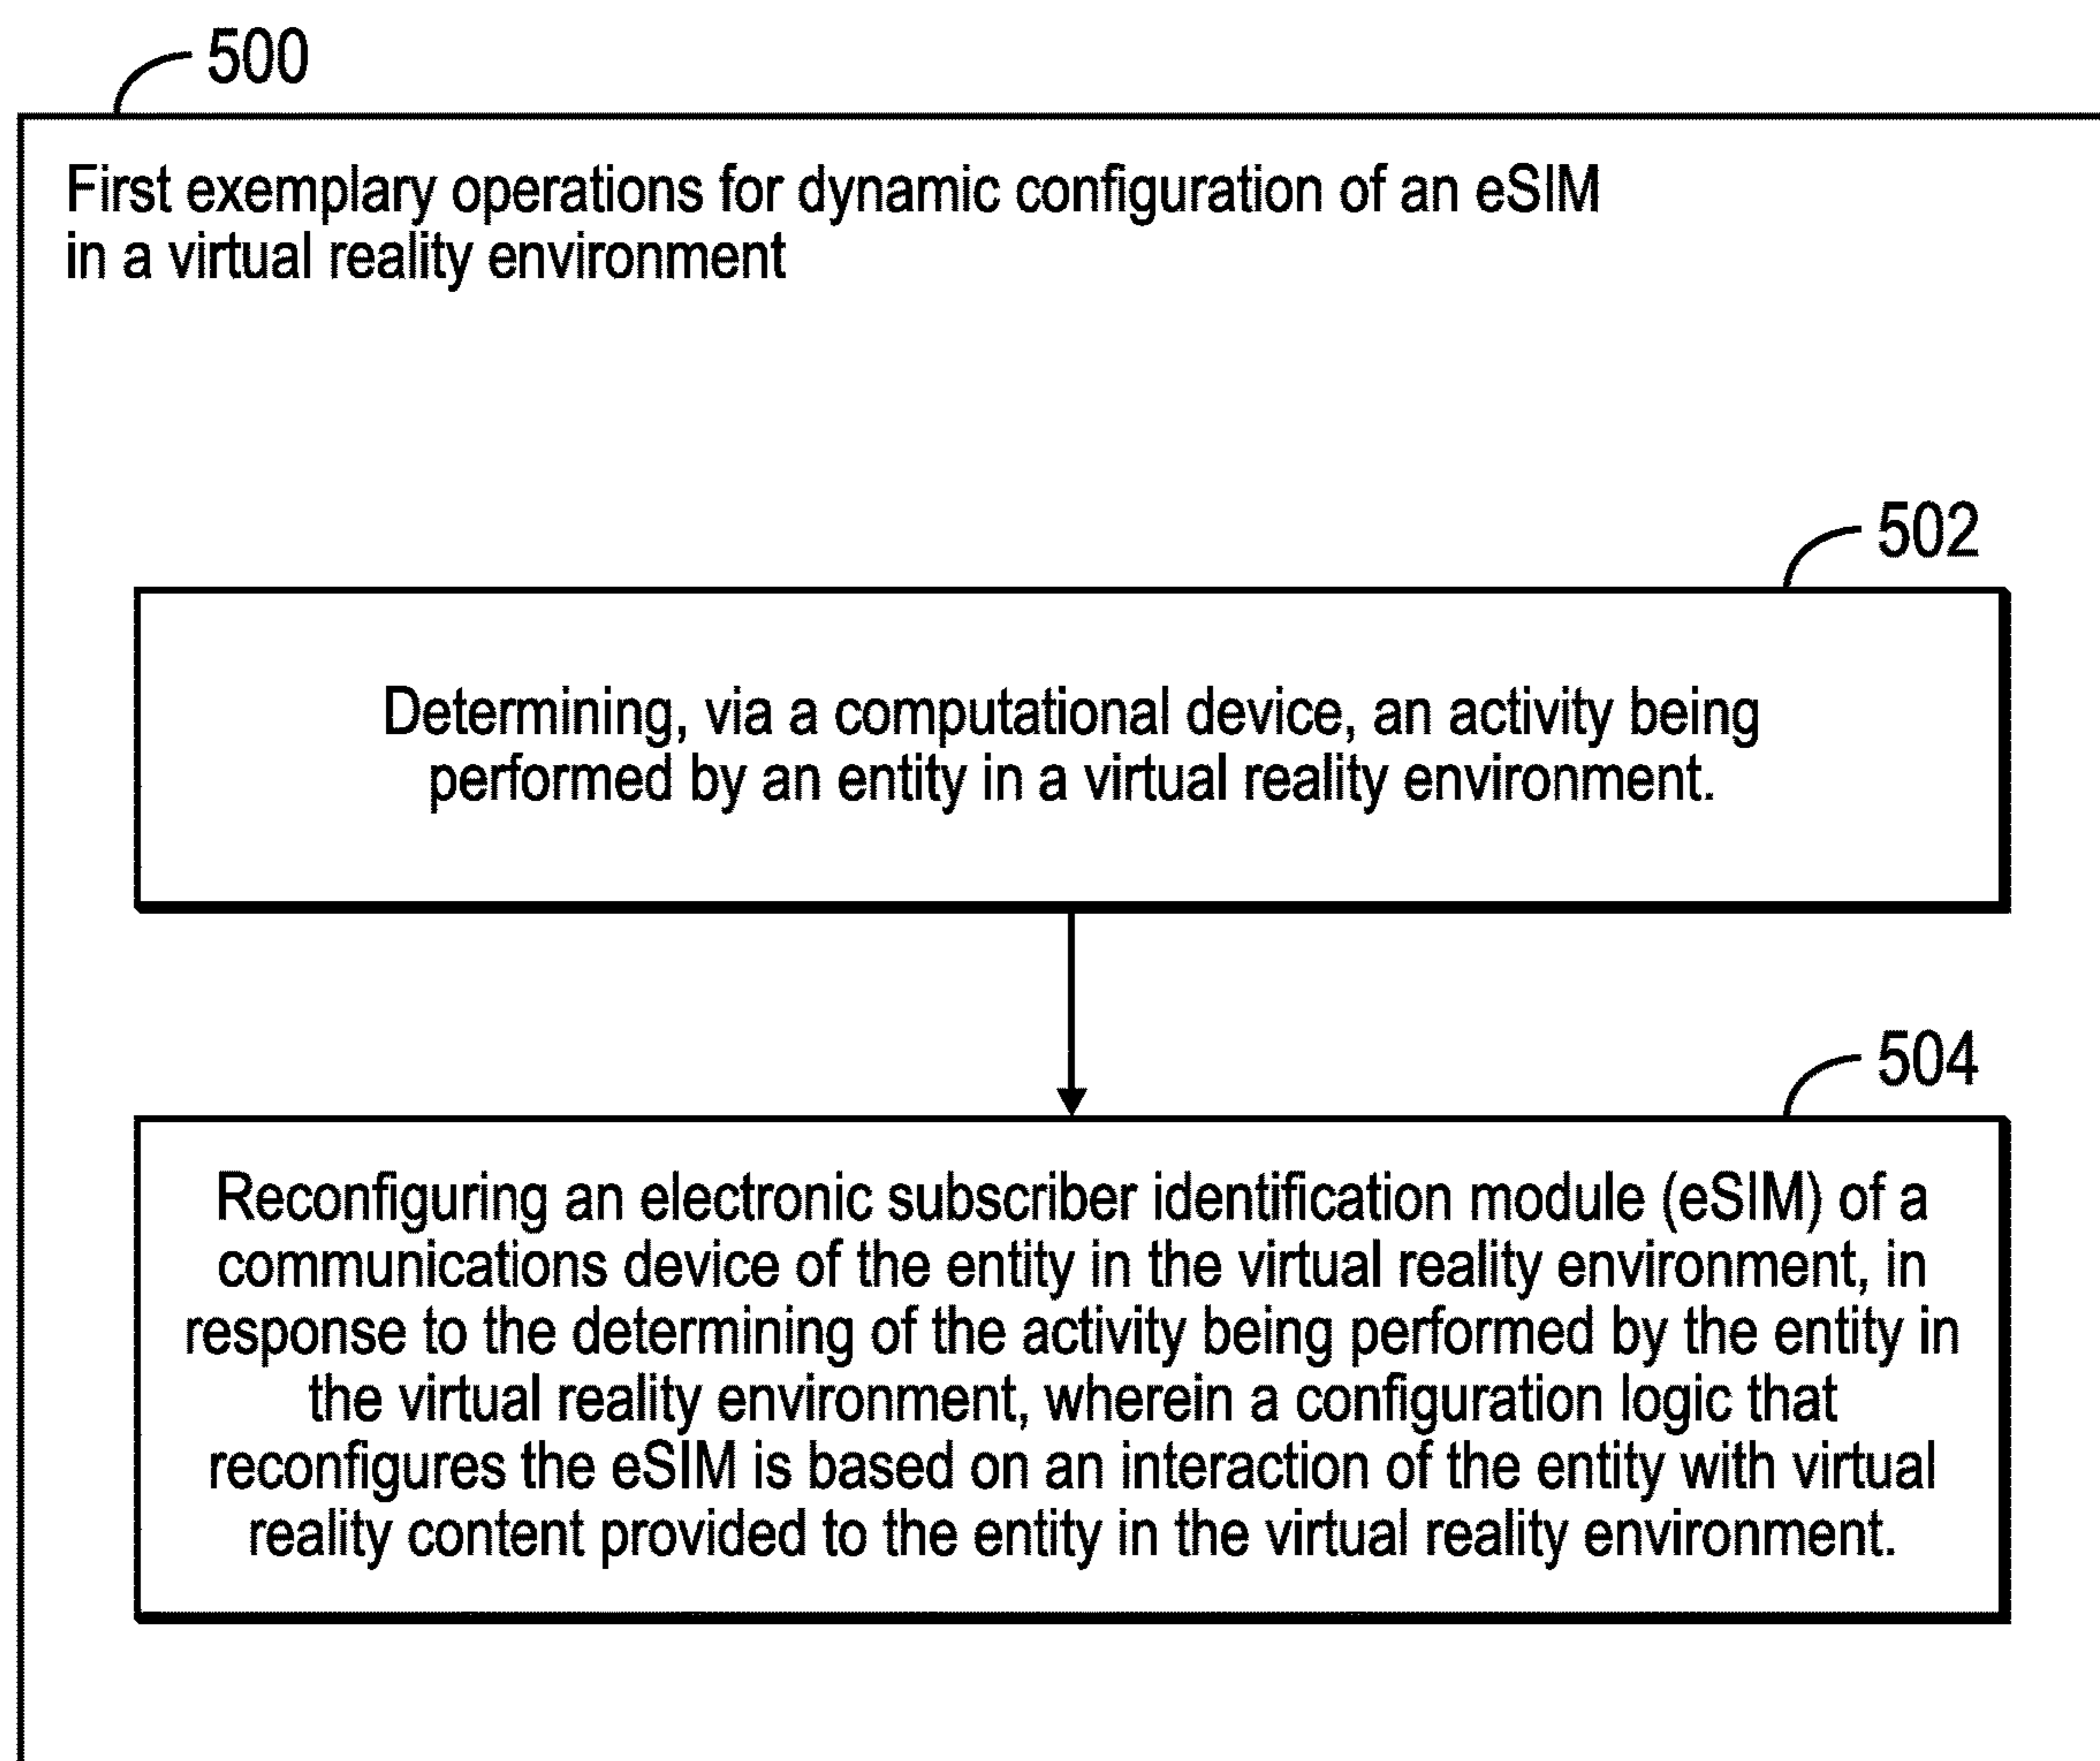 500
First exemplary operations for dynamic configuration of an eSIM
in a virtual reality environment
502
Determining, via a computational device, an activity being
performed by an entity in a virtual reality environment.
504
Reconfiguring an electronic subscriber identification module (eSIM) of a
communications device of the entity in the virtual reality environment, in
response to the determining of the activity being performed by the entity in
the virtual reality environment, wherein a configuration logic that
reconfigures the eSIM is based on an interaction of the entity with virtual
reality content provided to the entity in the virtual reality environment.